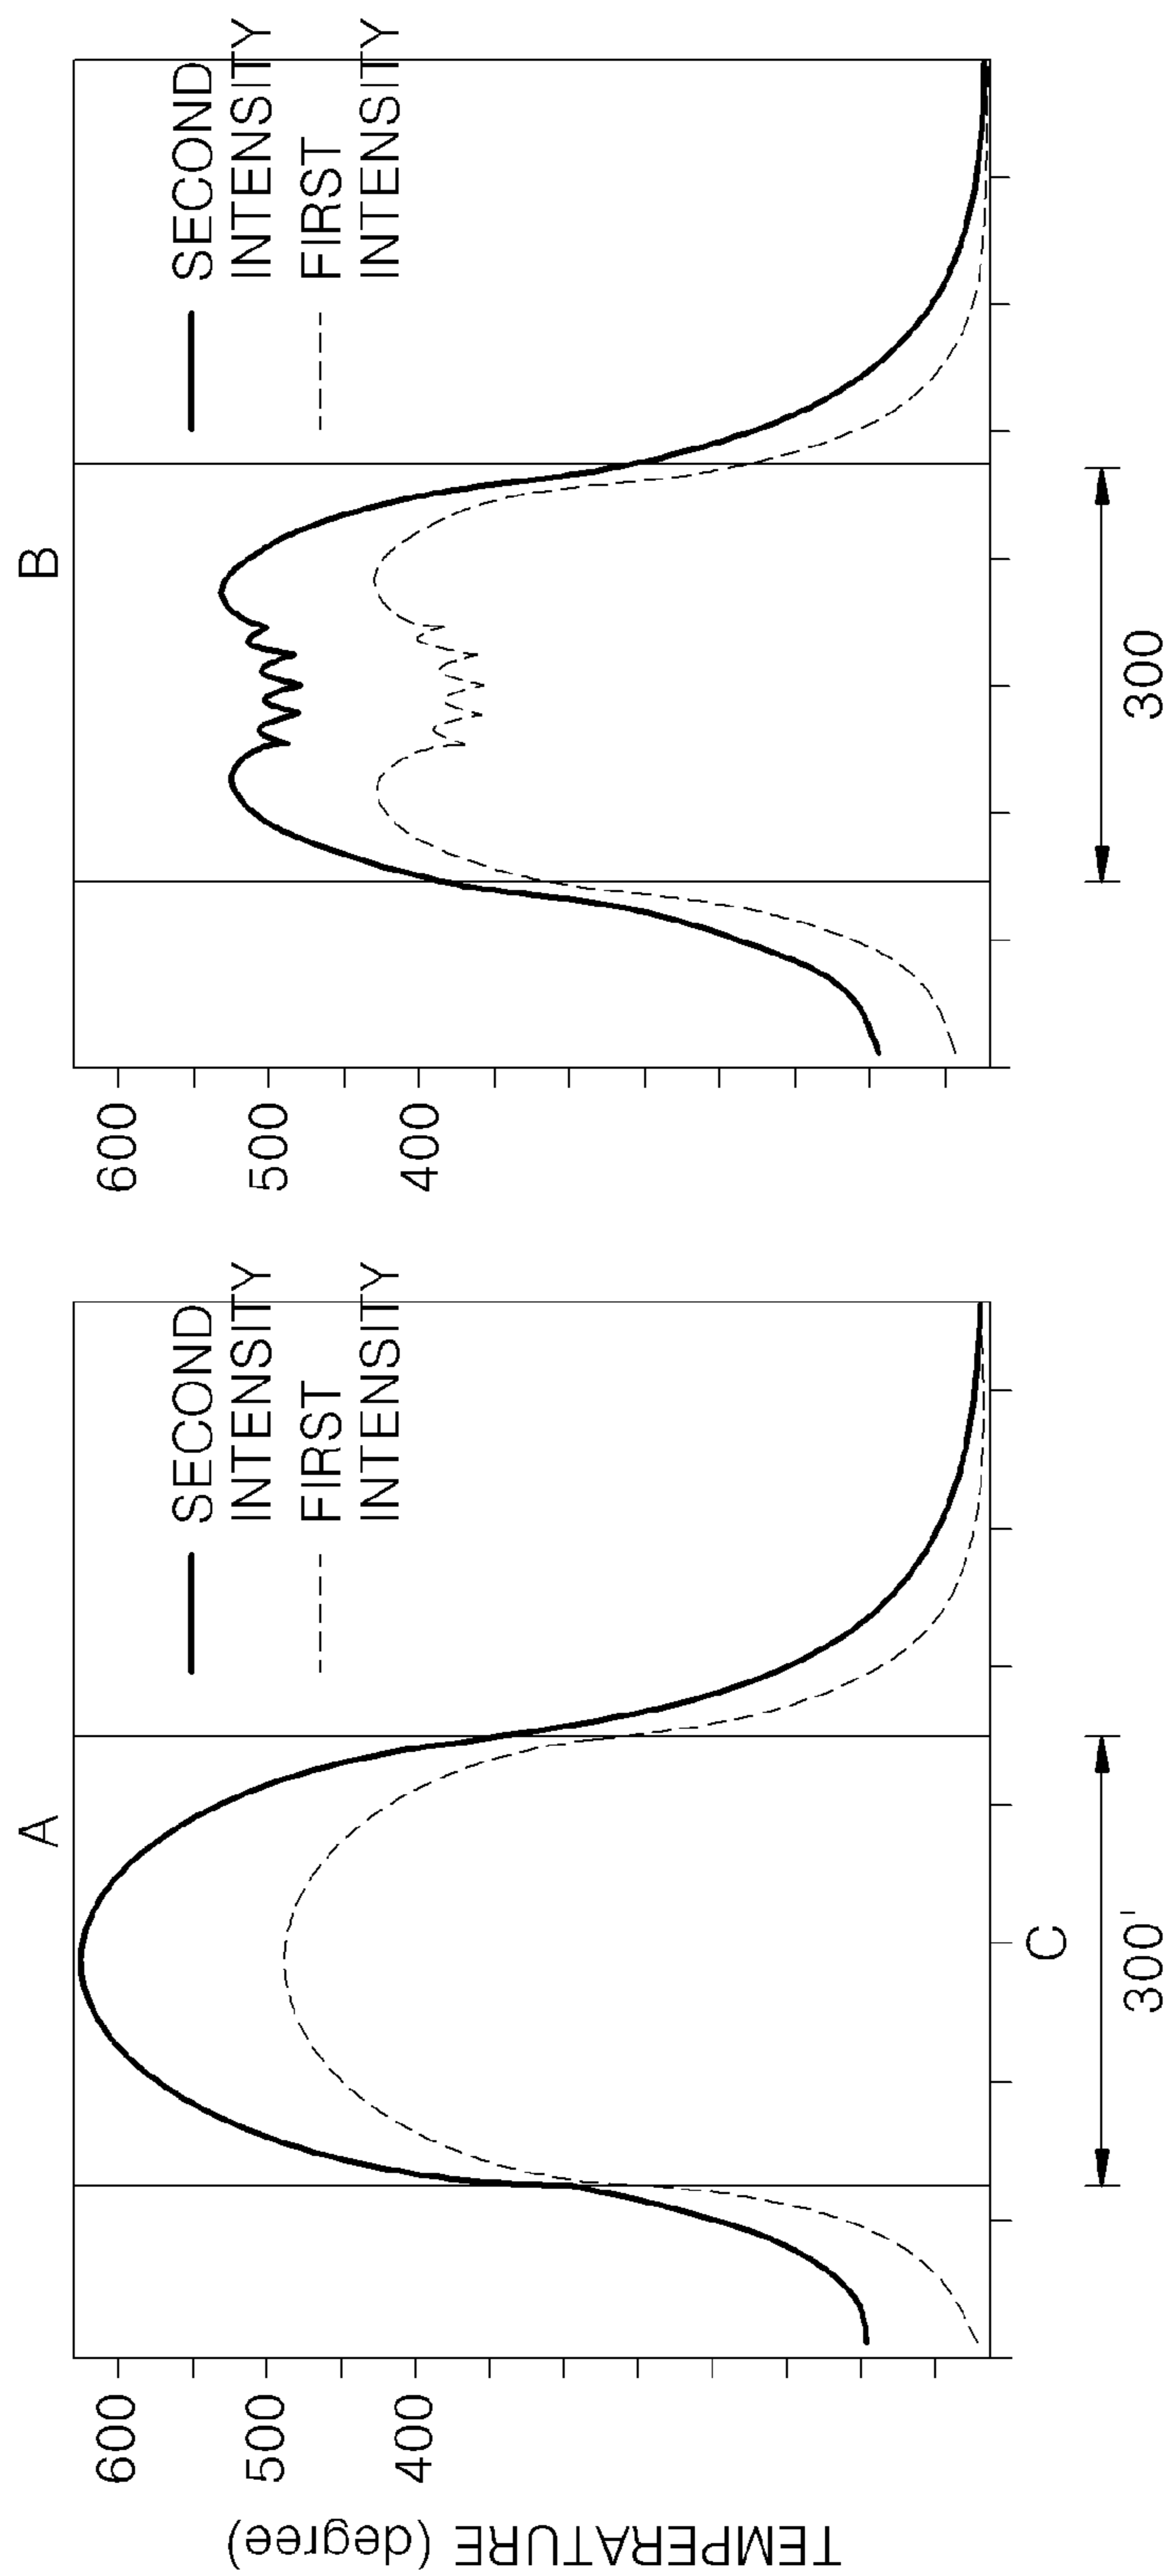 A
TEMPERATURE (degree)
600
500
400
SECOND
INTENSITY
FIRST
INTENSITY
C
300'
B
600
500
400
SECOND
INTENSITY
FIRST
INTENSITY
300